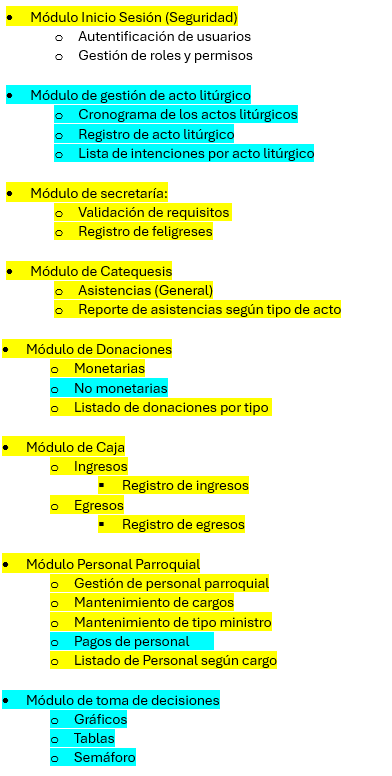 • Módulo Inicio Sesión (Seguridad)
o Autentificación de usuarios
o Gestión de roles y permisos
• Módulo de gestión de acto litúrgico
o Cronograma de los actos litúrgicos
o Registro de acto litúrgico
o Lista de intenciones por acto litúrgico
• Módulo de secretaría:
o Validación de requisitos
o Registro de feligreses
• Módulo de Catequesis
o Asistencias (General)
o Reporte de asistencias según tipo de acto
• Módulo de Donaciones
o Monetarias
o No monetarias
o Listado de donaciones por tipo
• Módulo de Caja
o Ingresos
▪ Registro de ingresos
o Egresos
▪ Registro de egresos
• Módulo Personal Parroquial
o Gestión de personal parroquial
o Mantenimiento de cargos
o Mantenimiento de tipo ministro
o Pagos de personal
o Listado de Personal según cargo
• Módulo de toma de decisiones
o Gráficos
o Tablas
o Semáforo